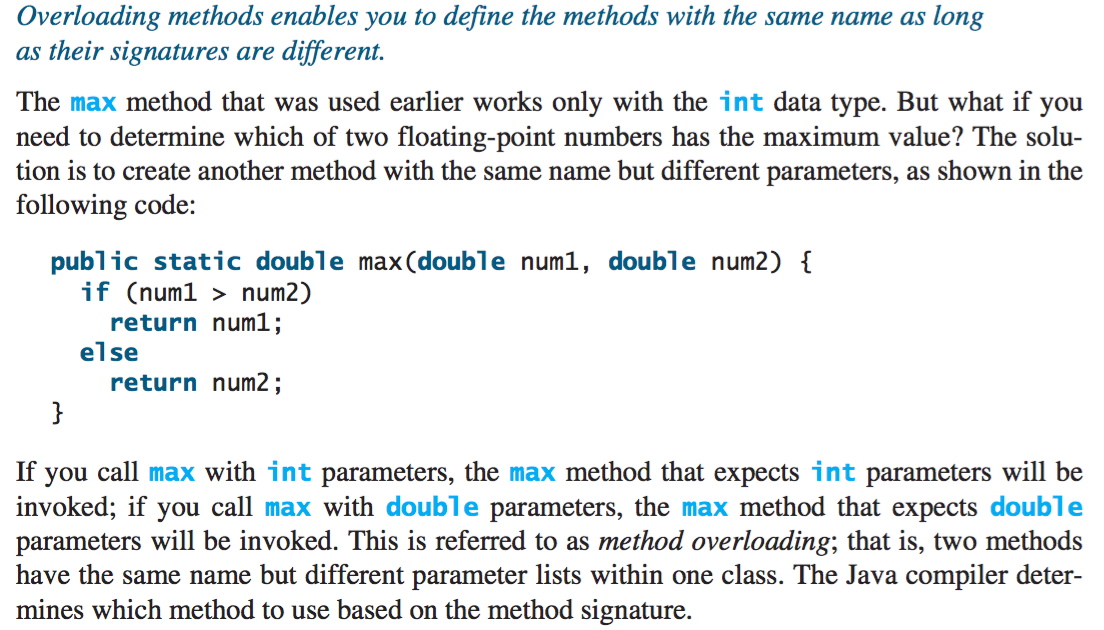 Overloading methods enables you to define the methods with the same name as long
as their signatures are different.
The max method that was used earlier works only with the int data type. But what if you
need to determine which of two floating-point numbers has the maximum value? The solu-
tion is to create another method with the same name but different parameters, as shown in the
following code:
public static double max(double num1, double num2) {
if (num1 > num2)
return num1;
else
return num2;
}
If you call max with int parameters, the max method that expects int parameters will be
invoked; if you call max with double parameters, the max method that expects double
parameters will be invoked. This is referred to as method overloading; that is, two methods
have the same name but different parameter lists within one class. The Java compiler deter-
mines which method to use based on the method signature.